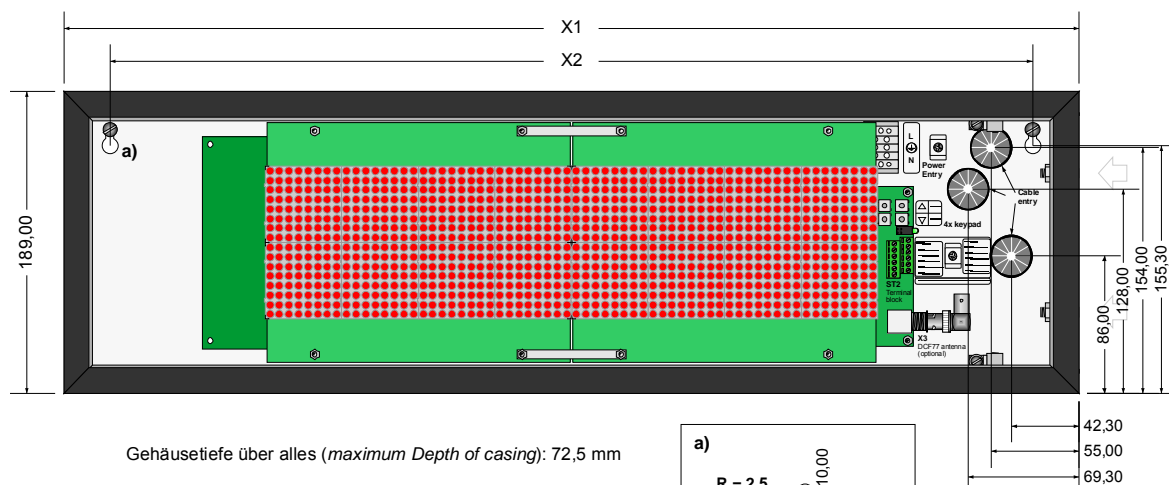 X1
X2
189,00
a)
L
N
Power
Entry
Cable
entry
4x keypad
ST2
Terminal
block
X3
DCF77 antenna
(optional)
86,00
128,00
154,00
155,30
42,30
55,00
69,30
Gehäusetiefe über alles (maximum Depth of casing): 72,5 mm
a)
R = 2,5
10,00